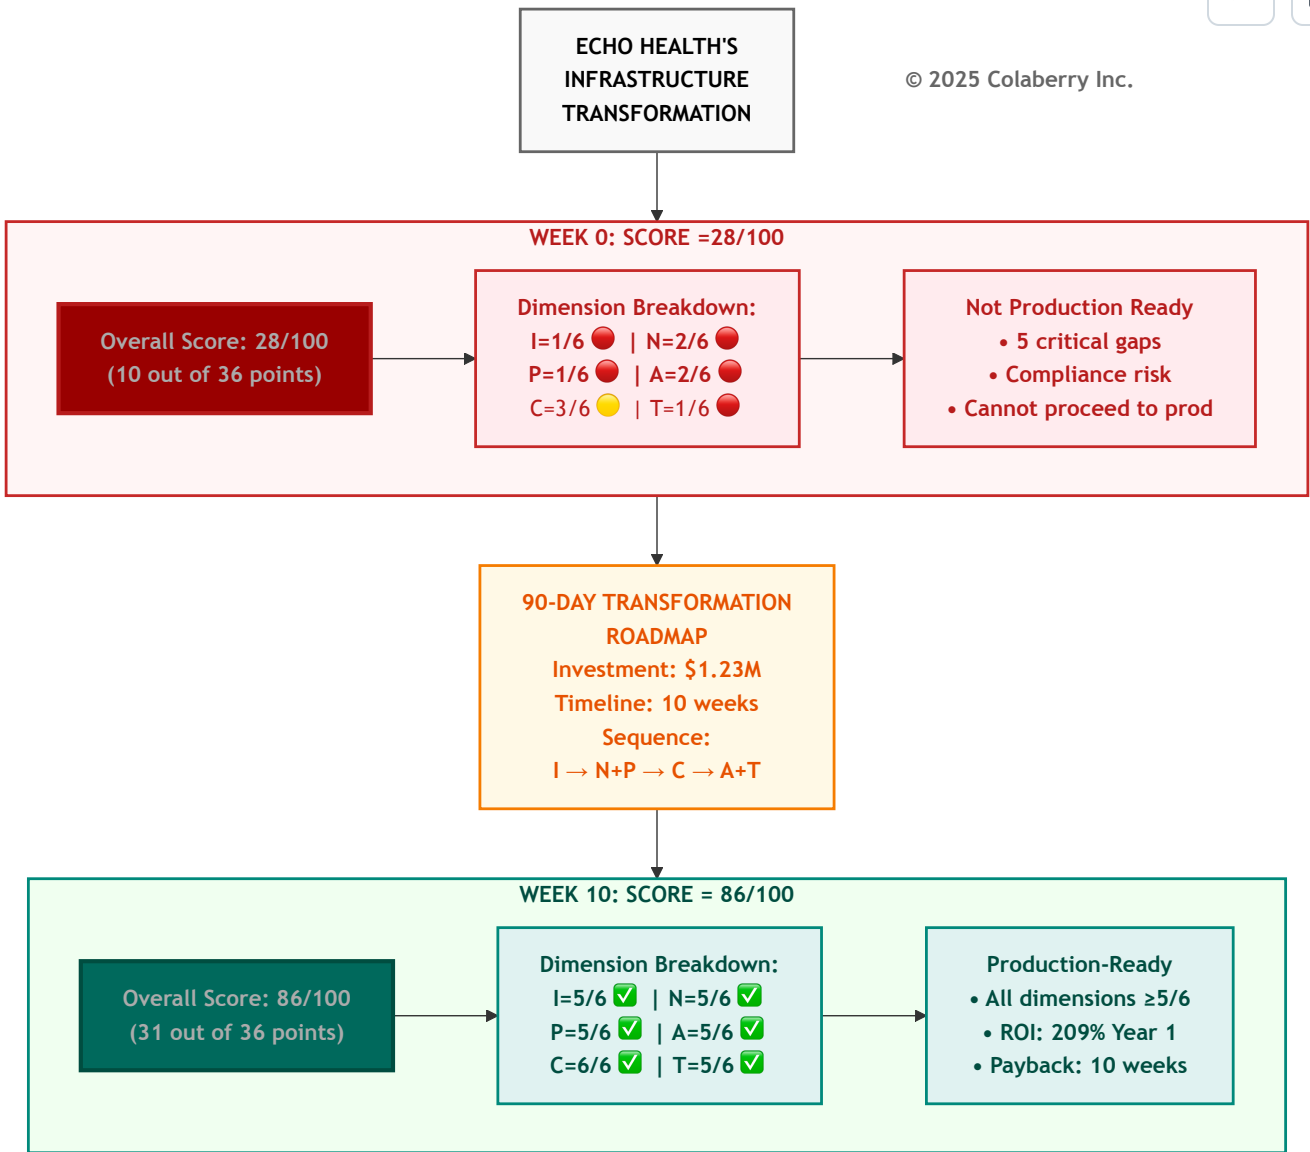 ECHO HEALTH'S
INFRASTRUCTURE
TRANSFORMATION
© 2025 Colaberry Inc.
WEEK 0: SCORE =28/100
Overall Score: 28/100
(10 out of 36 points)
Dimension Breakdown:
I=1/6 🔴 | N=2/6 🔴
P=1/6 🔴 | A=2/6 🔴
C=3/6 🟡 | T=1/6 🔴
Not Production Ready
• 5 critical gaps
• Compliance risk
• Cannot proceed to prod
90-DAY TRANSFORMATION
ROADMAP
Investment: $1.23M
Timeline: 10 weeks
Sequence:
I → N+P → C → A+T
WEEK 10: SCORE = 86/100
Overall Score: 86/100
(31 out of 36 points)
Dimension Breakdown:
I=5/6 ✅ | N=5/6 ✅
P=5/6 ✅ | A=5/6 ✅
C=6/6 ✅ | T=5/6 ✅
Production-Ready
• All dimensions ≥5/6
• ROI: 209% Year 1
• Payback: 10 weeks